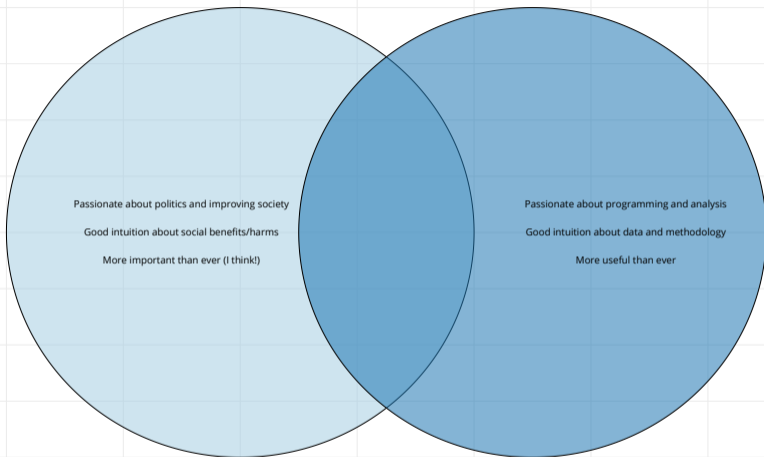 Passionate about politics and improving society
Good intuition about social benefits/harms
More important than ever (I think!)
Passionate about programming and analysis
Good intuition about data and methodology
More useful than ever